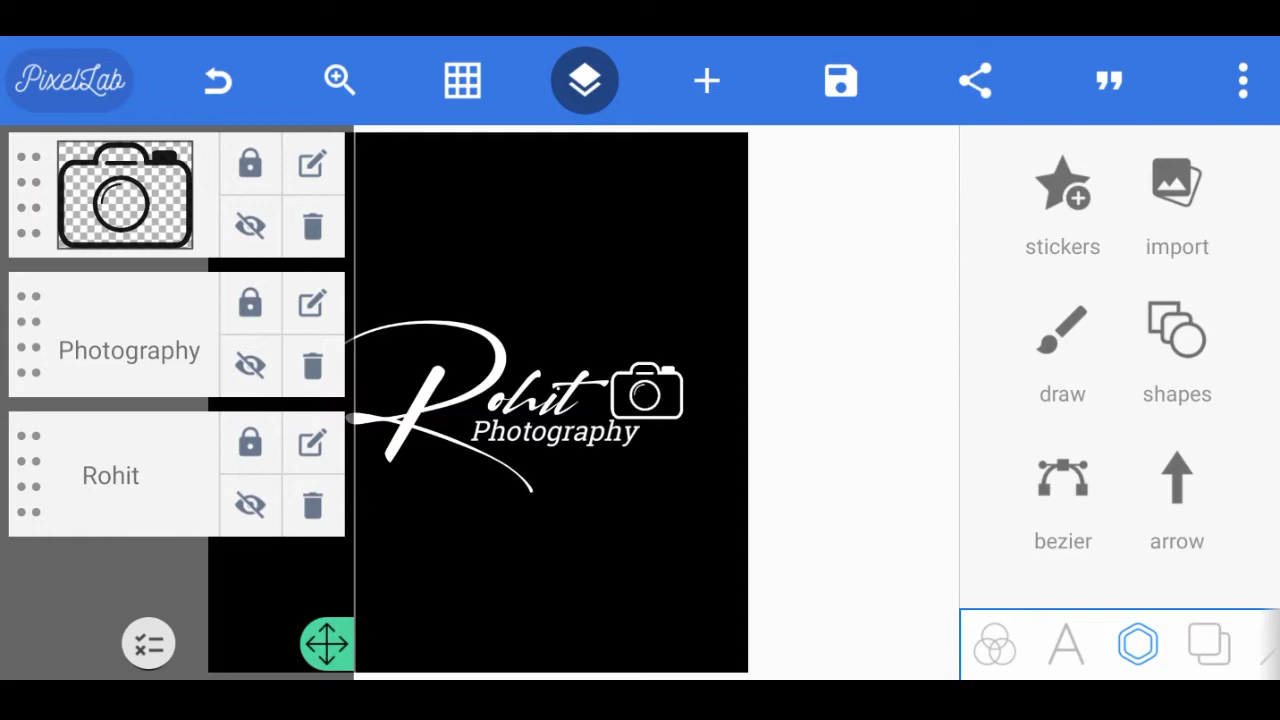 PixelLab
Photography
Rohit
Rohit
Photography
stickers
import
draw
shapes
bezier
arrow